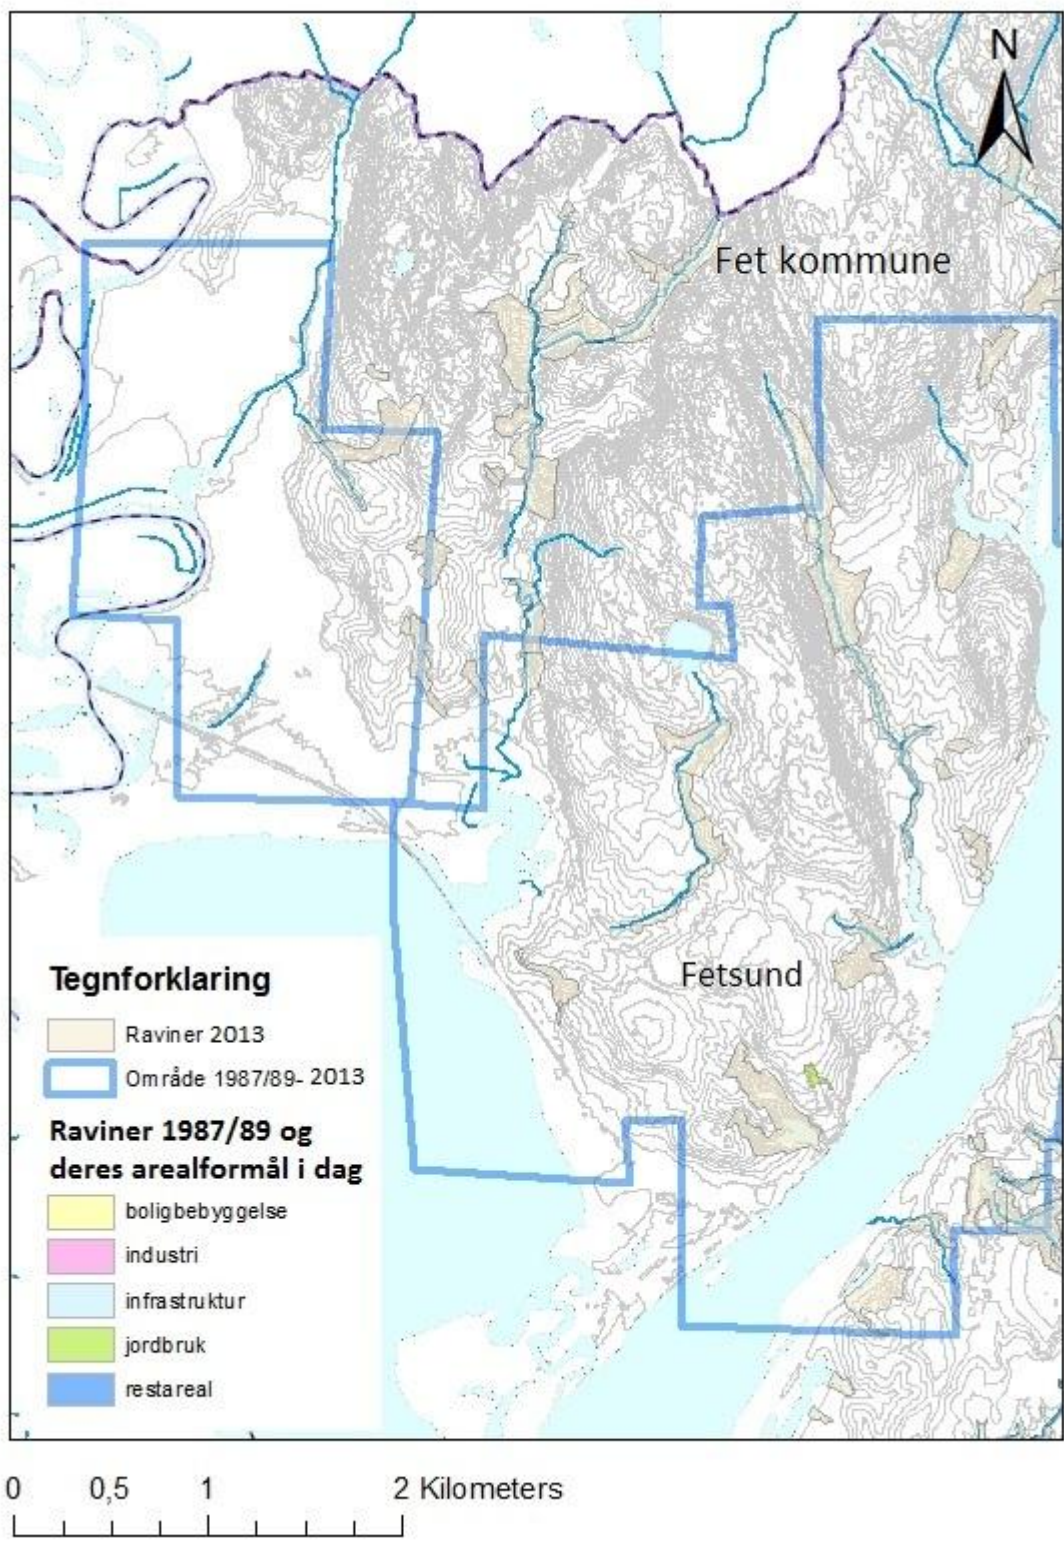 N
Fet kommune
Fetsund
Tegnforklaring
Raviner 2013
Område 1987/89- 2013
Raviner 1987/89 og
deres arealformål i dag
boligbebyggelse
industri
infrastruktur
jordbruk
restareal
0 0,5 1 2 Kilometers